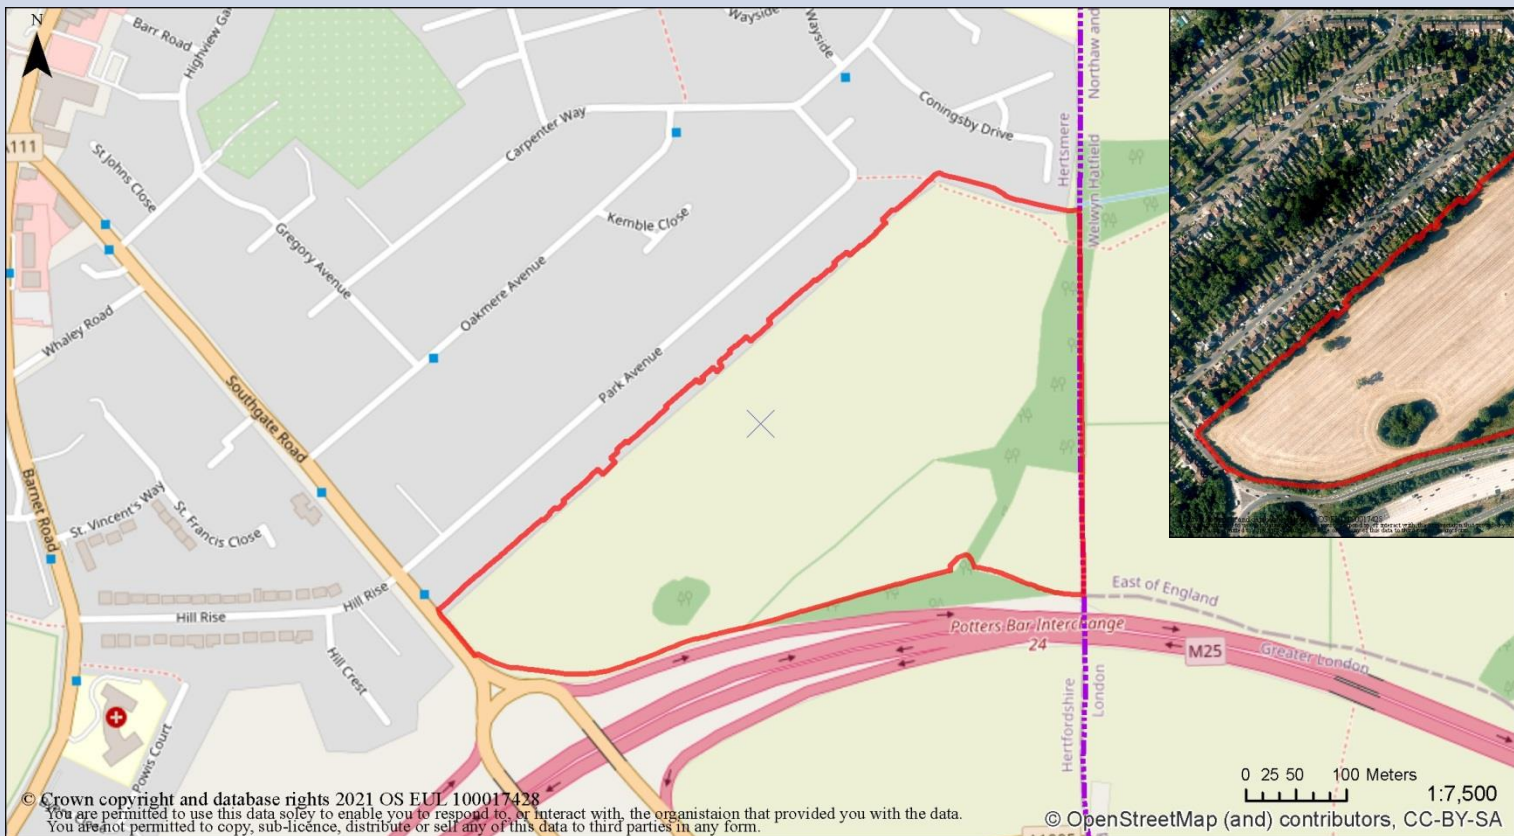 N
Barr Road
Highview Ga
Wayside
Wayside
Northaw and
A111
St Johns Close
Carpenter Way
Coningsby Drive
Hertsmere
Welwyn Hatfield
Kemble Close
Gregory Avenue
Oakmere Avenue
Whaley Road
Park Avenue
Southgate Road
Barnet Road
St. Vincent's Way
St. Francis Close
Hill Rise
Hill Rise
East of England
Potters Bar Interchange
24
M25
Greater London
Hill Crest
Powis Court
Hertfordshire
London
0 25 50 100 Meters
1:7,500
© Crown copyright and database rights 2021 OS EUL 100017428
You are permitted to use this data soley to enable you to respond to, or interact with, the organistaion that provided you with the data.
You are not permitted to copy, sub-licence, distribute or sell any of this data to third parties in any form.
© OpenStreetMap (and) contributors, CC-BY-SA